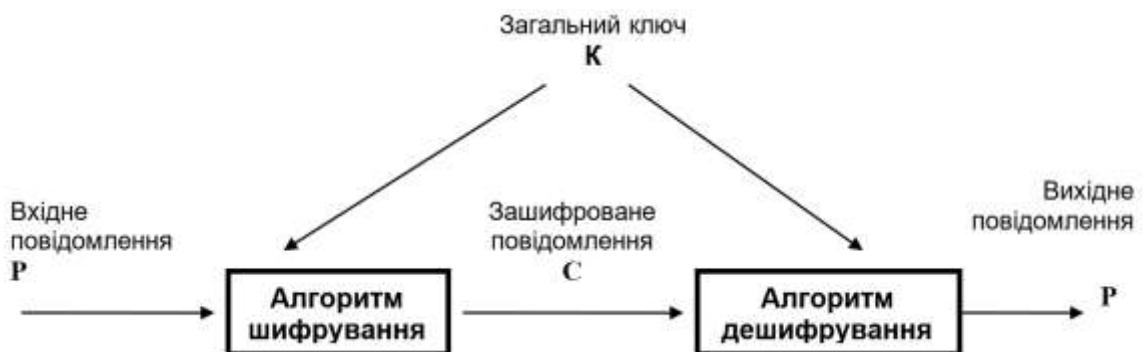 Загальний ключ
К
Вхідне
повідомлення
P
Зашифроване
повідомлення
C
Вихідне
повідомлення
P
Алгоритм
шифрування
Алгоритм
дешифрування